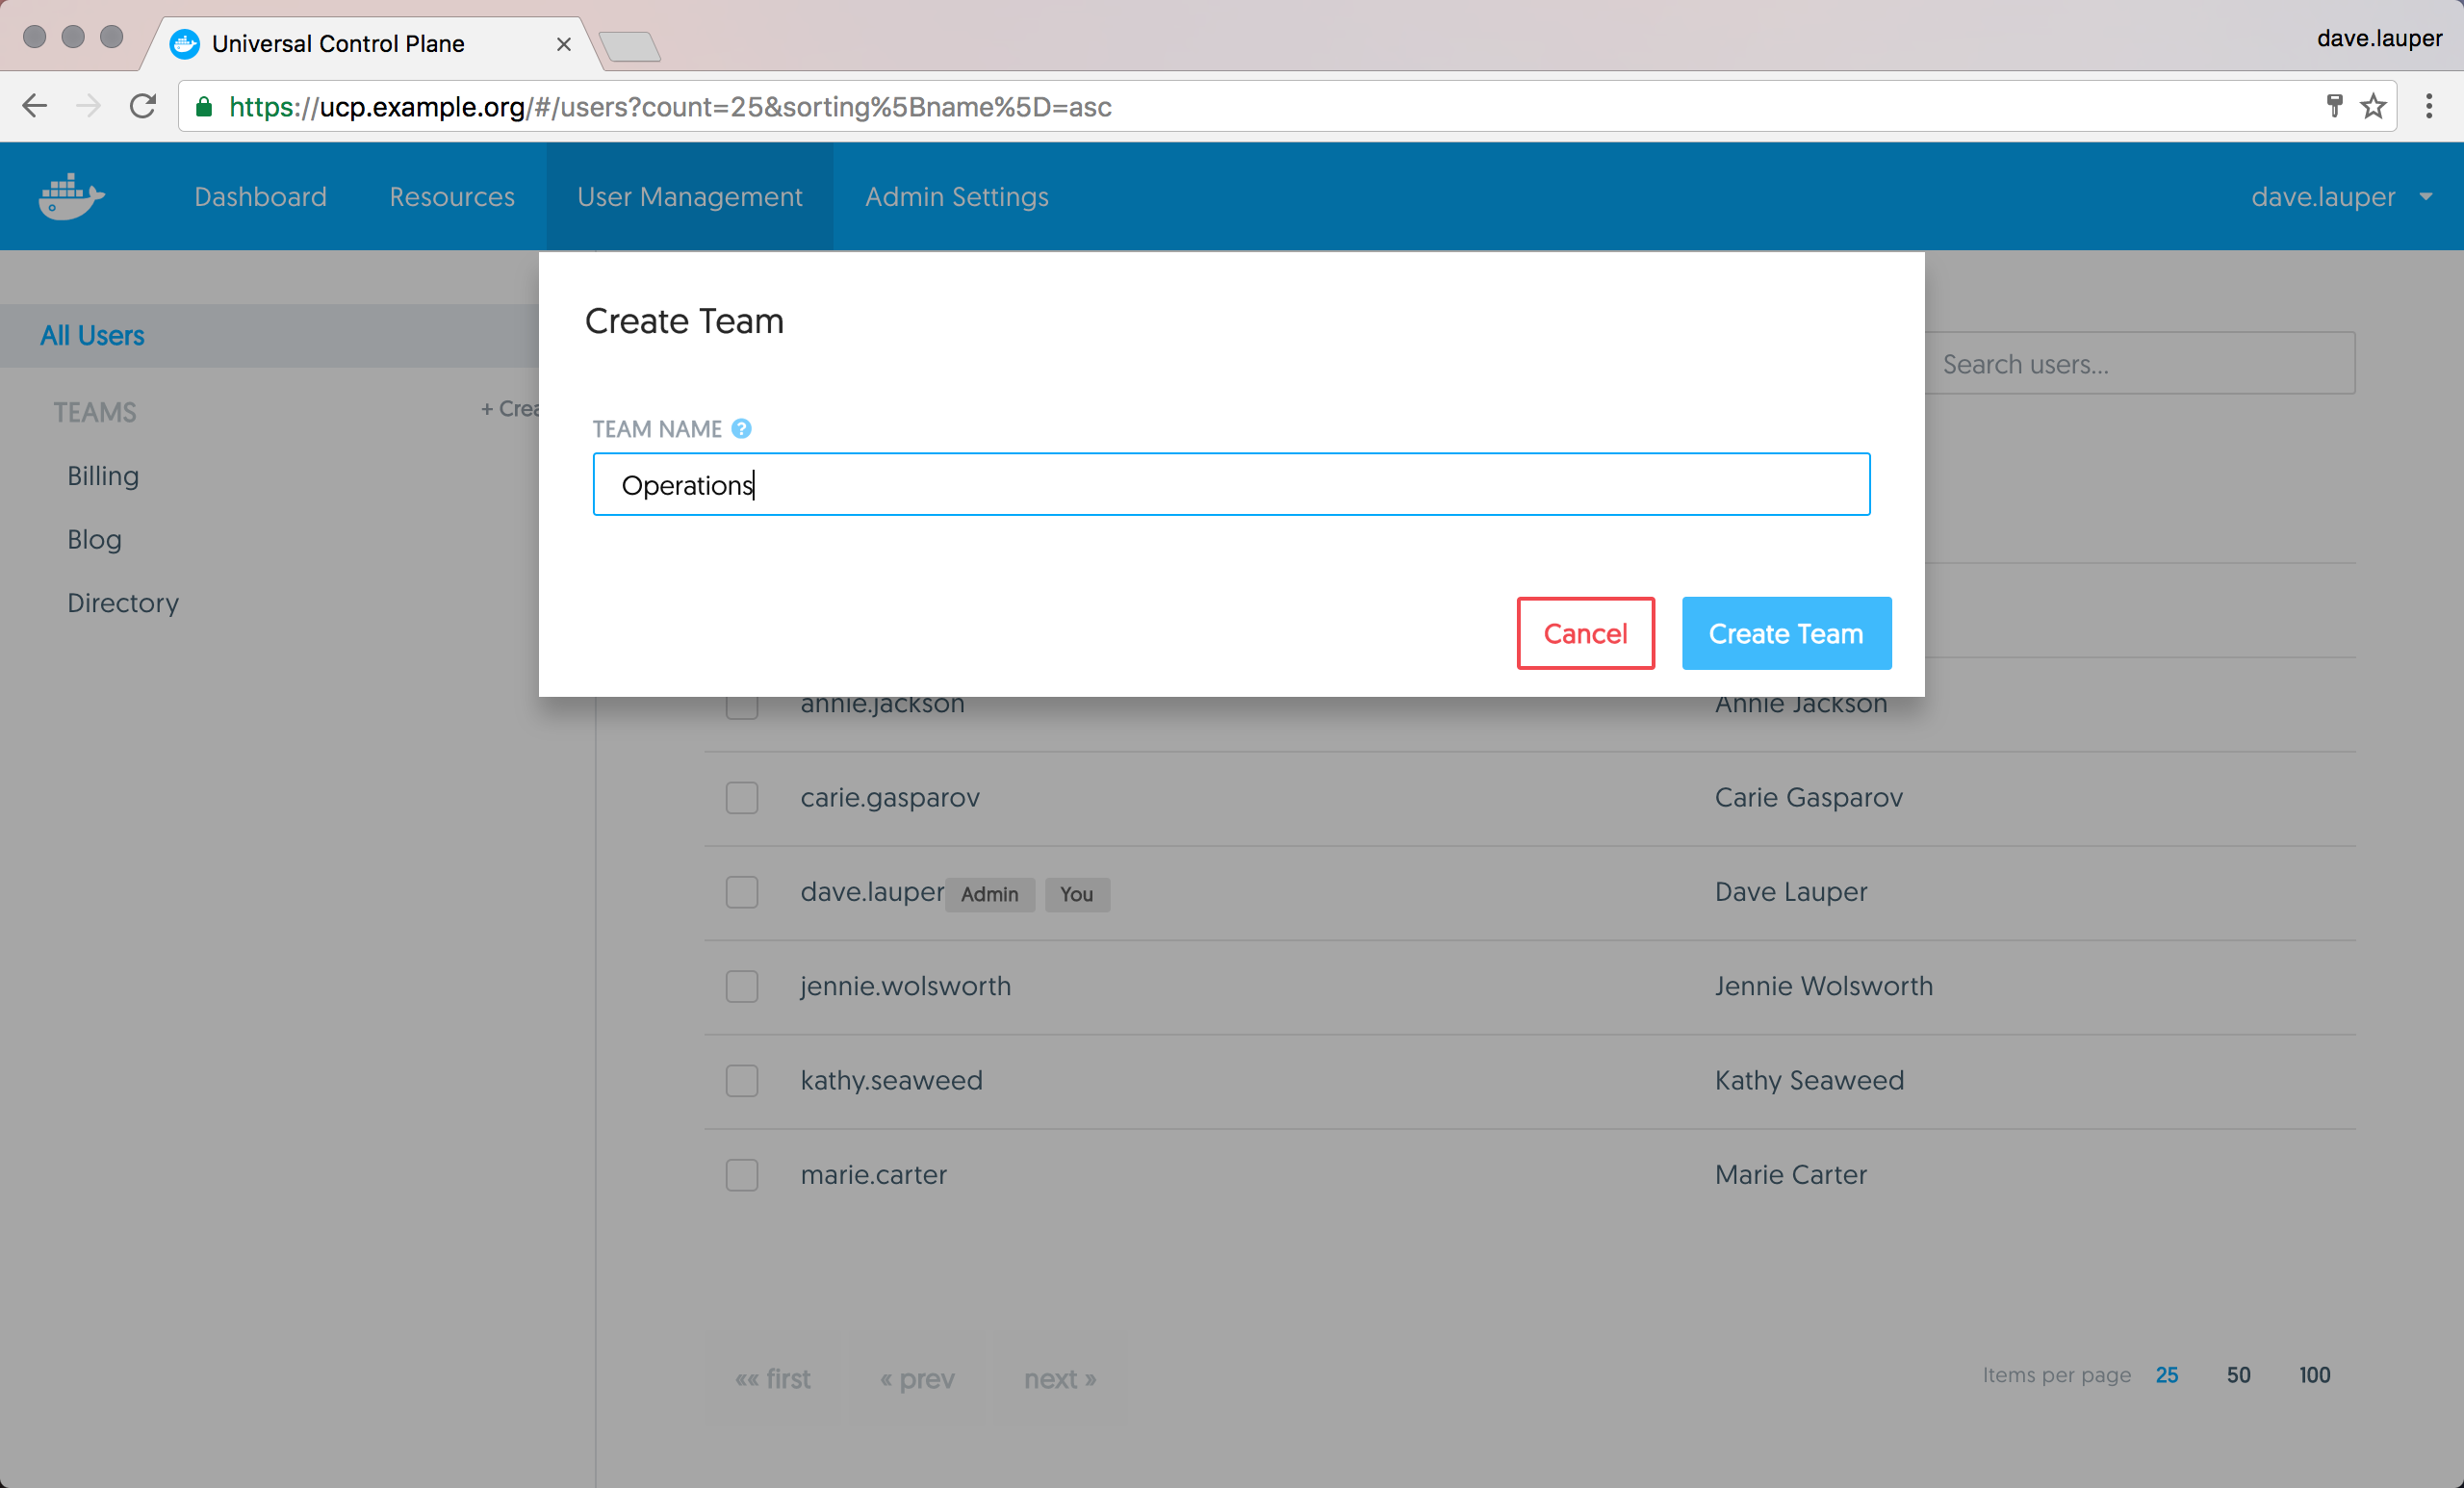 Universal Control Plane
dave.lauper
https://ucp.example.org/#/users?count=25&sorting%5Bname%5D=asc
Dashboard Resources User Management Admin Settings dave.lauper
Create Team
All Users
Search users...
TEAMS + Crea
TEAM NAME ?
Billing
Operations
Blog
Directory
Cancel Create Team
annie.jackson Annie Jackson
carie.gasparov Carie Gasparov
dave.lauper Admin You Dave Lauper
jennie.wolsworth Jennie Wolsworth
kathy.seaweed Kathy Seaweed
marie.carter Marie Carter
«« first « prev next » Items per page 25 50 100